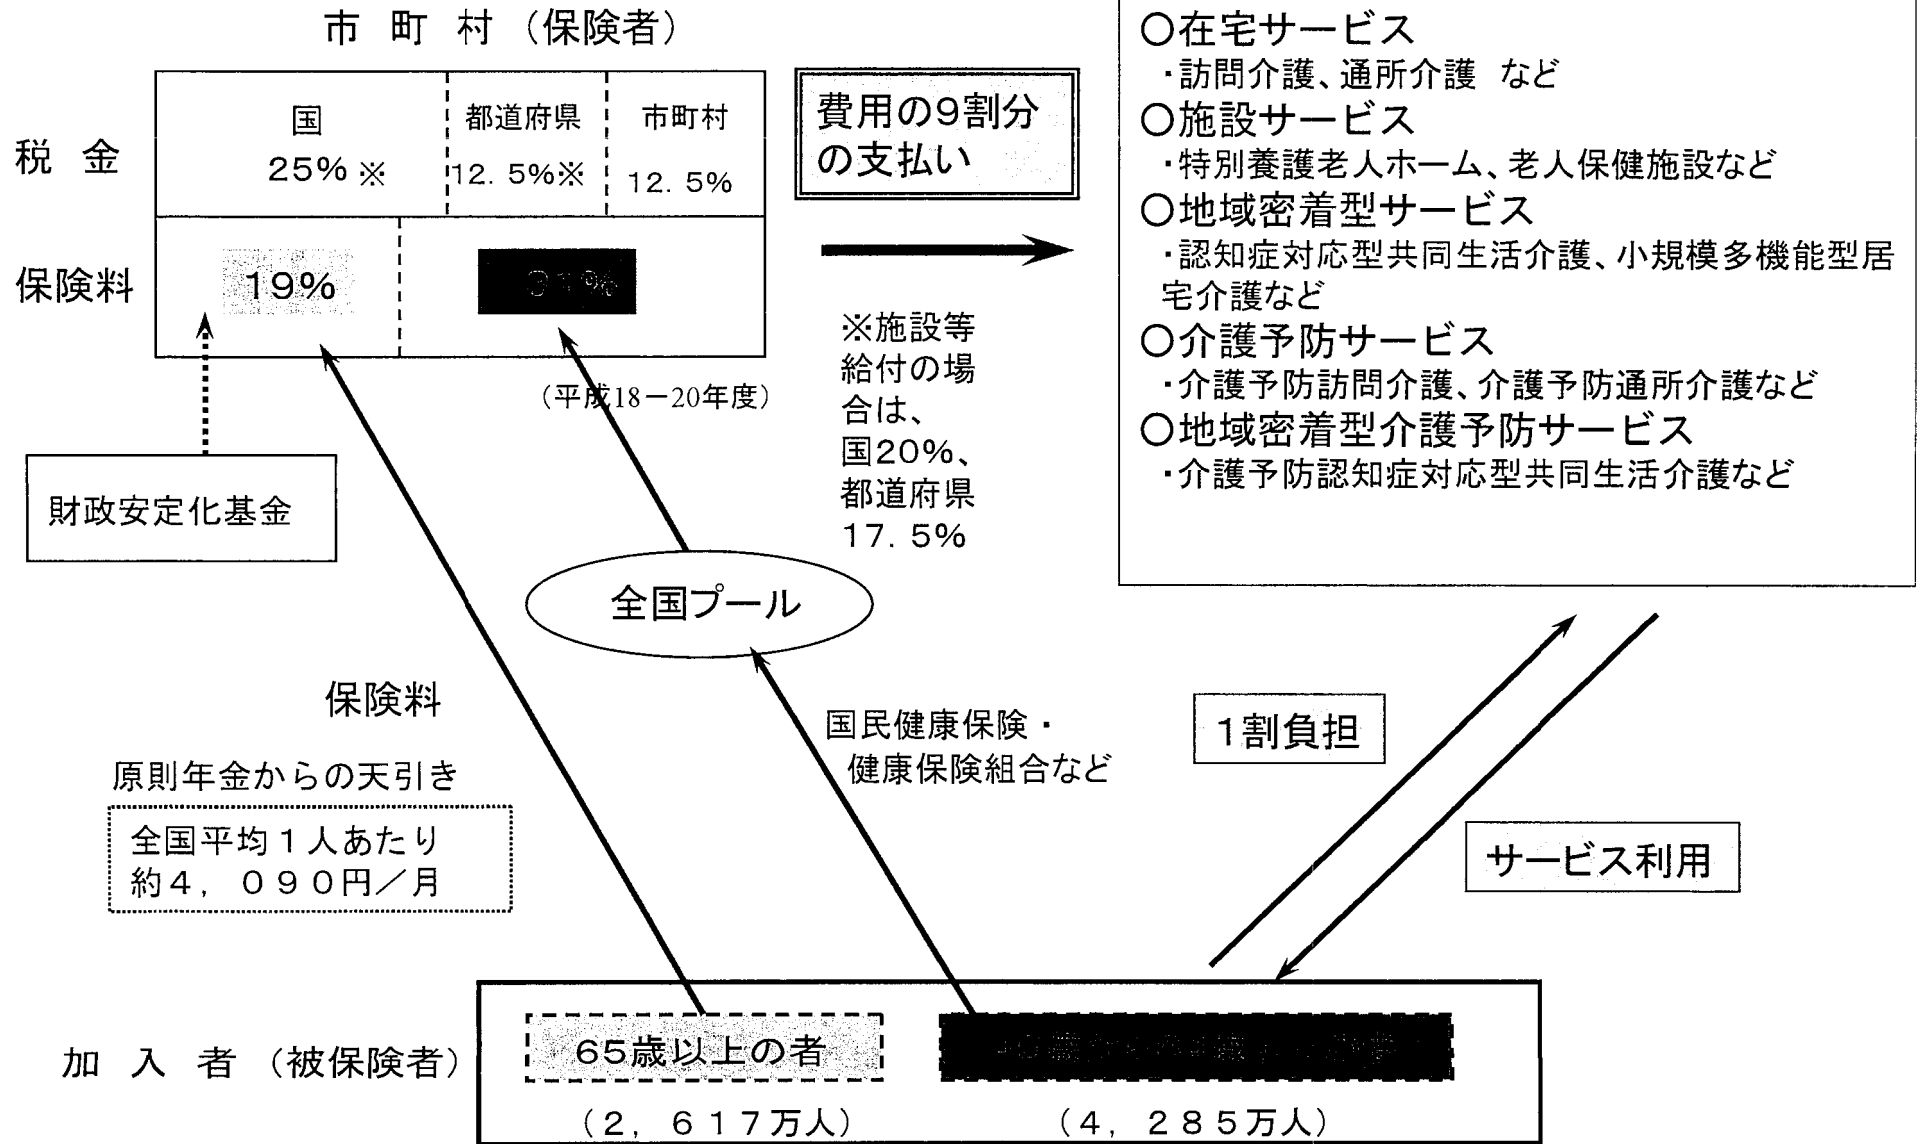 市 町 村 （保険者）
税 金
国
25% ※
都道府県
12. 5%※
市町村
12. 5%
保険料
19%
31%
（平成18－20年度）
財政安定化基金
費用の9割分
の支払い
※施設等
給付の場
合は、
国20%、
都道府県
17. 5%
○在宅サービス
・訪問介護、通所介護 など
○施設サービス
・特別養護老人ホーム、老人保健施設など
○地域密着型サービス
・認知症対応型共同生活介護、小規模多機能型居
宅介護など
○介護予防サービス
・介護予防訪問介護、介護予防通所介護など
○地域密着型介護予防サービス
・介護予防認知症対応型共同生活介護など
全国プール
保険料
原則年金からの天引き
全国平均１人あたり
約４，０９０円／月
国民健康保険・
健康保険組合など
１割負担
サービス利用
加 入 者 （被保険者）
65歳以上の者
（２，６１７万人）
（４，２８５万人）